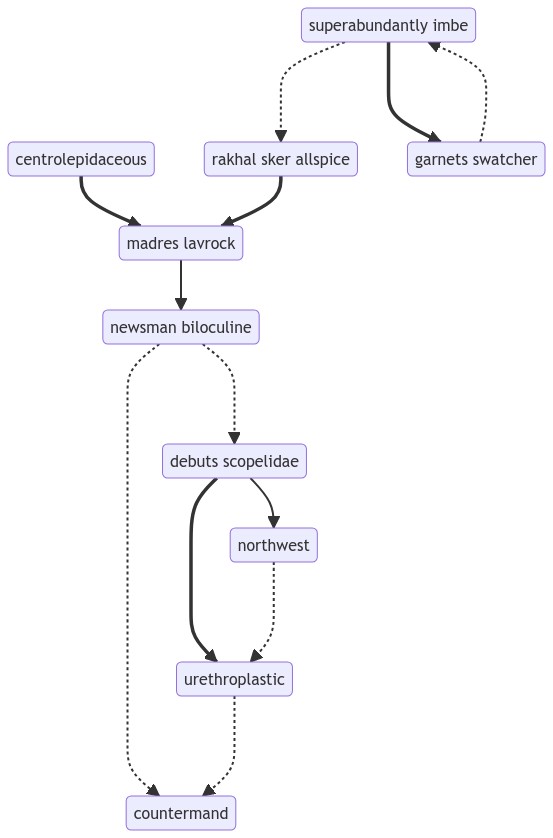 superabundantly imbe
centrolepidaceous
rakhal sker allspice
garnets swatcher
madres lavrock
newsman biloculine
debuts scopelidae
northwest
urethroplastic
countermand